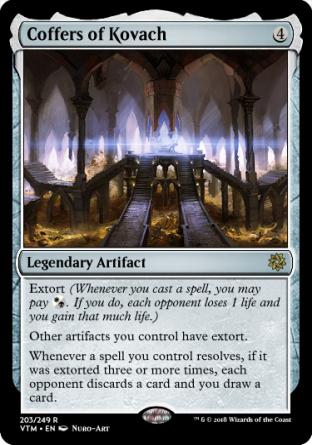 Coffers of Kovach 4
Legendary Artifact
Extort (Whenever you cast a spell, you may
pay . If you do, each opponent loses 1 life and
you gain that much life.)
Other artifacts you control have extort.
Whenever a spell you control resolves, if it
was extorted three or more times, each
opponent discards a card and you draw a
card.
203/249 R
VTM • EN Nuro-Art
™ & © 2018 Wizards of the Coast